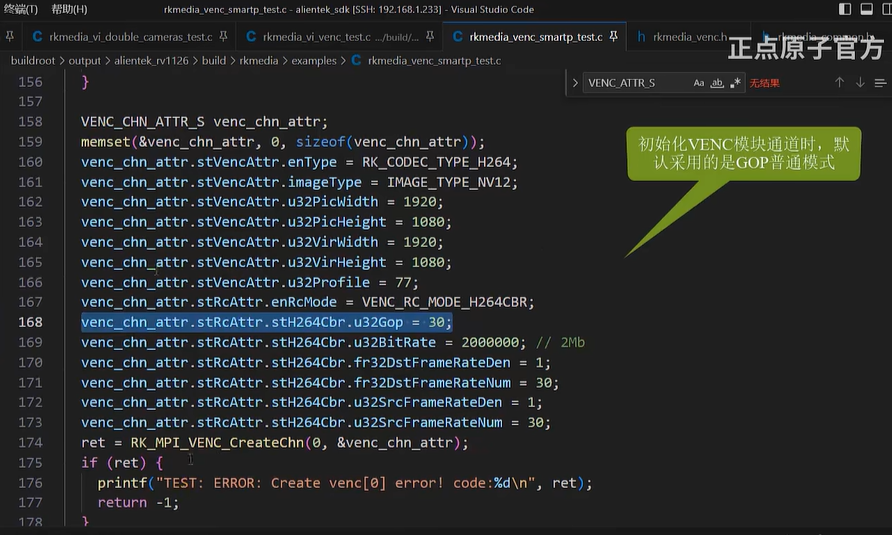 终端(T) 帮助(H) rkmedia_venc_smartp_test.c - alientek_sdk [SSH: 192.168.1.233] - Visual Studio Code
rkmedia_vi_double_cameras_test.c rkmedia_vi_venc_test.c .../build/... rkmedia_venc_smartp_test.c rkmedia_venc.h
正点原子官方
buildroot > output > alientek_rv1126 > build > rkmedia > examples > C rkmedia_venc_smartp_test.c
VENC_ATTR_S Aa ab .* 无结果
初始化VENC模块通道时，默
认采用的是GOP普通模式
156 }
157
158 VENC_CHN_ATTR_S venc_chn_attr;
159 memset(&venc_chn_attr, 0, sizeof(venc_chn_attr));
160 venc_chn_attr.stVencAttr.enType = RK_CODEC_TYPE_H264;
161 venc_chn_attr.stVencAttr.imageType = IMAGE_TYPE_NV12;
162 venc_chn_attr.stVencAttr.u32PicWidth = 1920;
163 venc_chn_attr.stVencAttr.u32PicHeight = 1080;
164 venc_chn_attr.stVencAttr.u32VirWidth = 1920;
165 venc_chn_attr.stVencAttr.u32VirHeight = 1080;
166 venc_chn_attr.stVencAttr.u32Profile = 77;
167 venc_chn_attr.stRcAttr.enRcMode = VENC_RC_MODE_H264CBR;
168 venc_chn_attr.stRcAttr.stH264Cbr.u32Gop = 30;
169 venc_chn_attr.stRcAttr.stH264Cbr.u32BitRate = 2000000; // 2Mb
170 venc_chn_attr.stRcAttr.stH264Cbr.fr32DstFrameRateDen = 1;
171 venc_chn_attr.stRcAttr.stH264Cbr.fr32DstFrameRateNum = 30;
172 venc_chn_attr.stRcAttr.stH264Cbr.u32SrcFrameRateDen = 1;
173 venc_chn_attr.stRcAttr.stH264Cbr.u32SrcFrameRateNum = 30;
174 ret = RK_MPI_VENC_CreateChn(0, &venc_chn_attr);
175 if (ret) {
176 printf("TEST: ERROR: Create venc[0] error! code:%d\n", ret);
177 return -1;
178 }